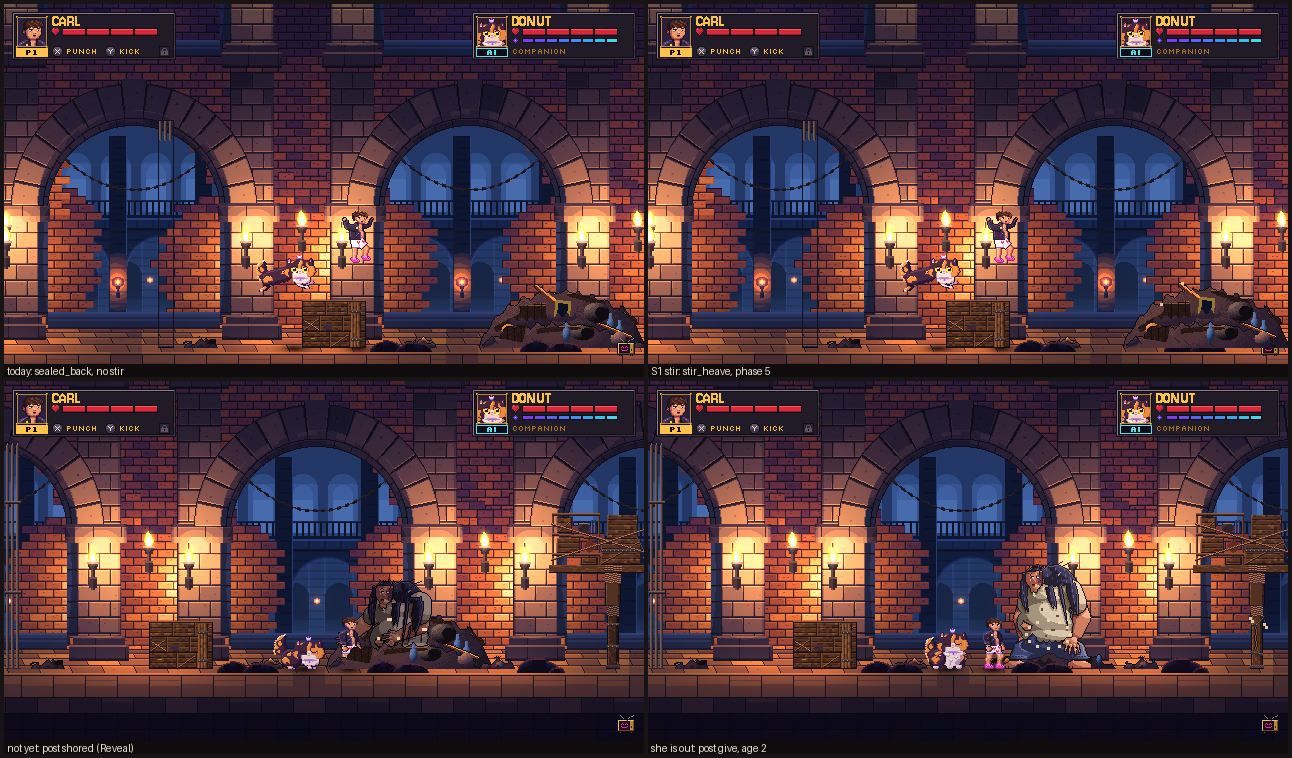 CARL
P1
PUNCH
KICK
DONUT
AI
COMPANION
CARL
P1
PUNCH
KICK
DONUT
AI
COMPANION
today: sealed_back, no stir
S1 stir: stir_heave, phase 5
CARL
P1
X PUNCH
Y KICK
DONUT
AI
COMPANION
CARL
P1
X PUNCH
Y KICK
DONUT
AI
COMPANION
not yet: post shored (Reveal)
she is out: post give, age 2